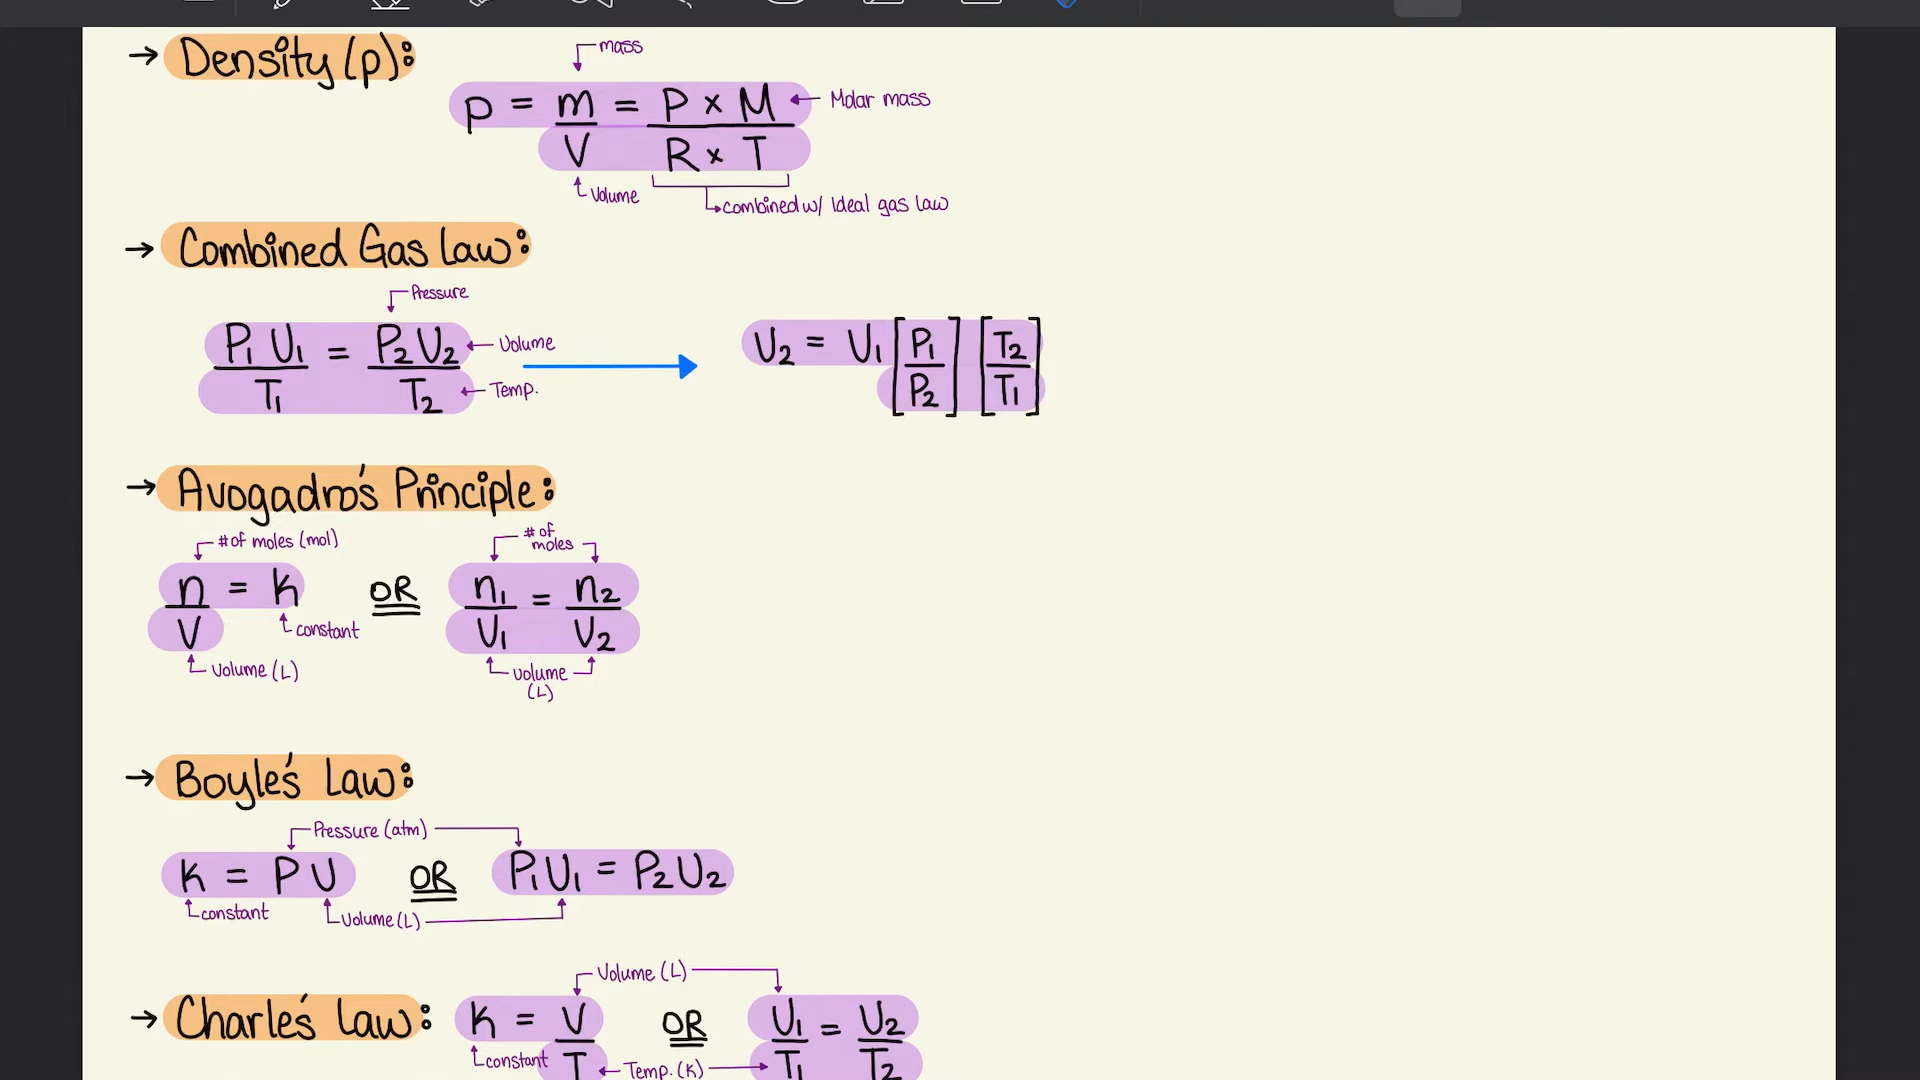 → Density (p):
mass
p = m/V = P x M / R x T
Molar mass
Volume
combined w/ Ideal gas law
→ Combined Gas Law:
Pressure
P₁V₁/T₁ = P₂V₂/T₂
Volume
Temp.
V₂ = V₁ [P₁/P₂] [T₂/T₁]
→ Avogadro's Principle:
# of moles (mol)
# of
moles
n/V = k OR n₁/V₁ = n₂/V₂
constant
Volume (L)
volume
(L)
→ Boyle's Law:
Pressure (atm)
K = PV OR P₁V₁ = P₂V₂
constant
Volume (L)
Volume (L)
→ Charle's Law: K = V/T OR V₁/T₁ = V₂/T₂
constant
Temp. (K)